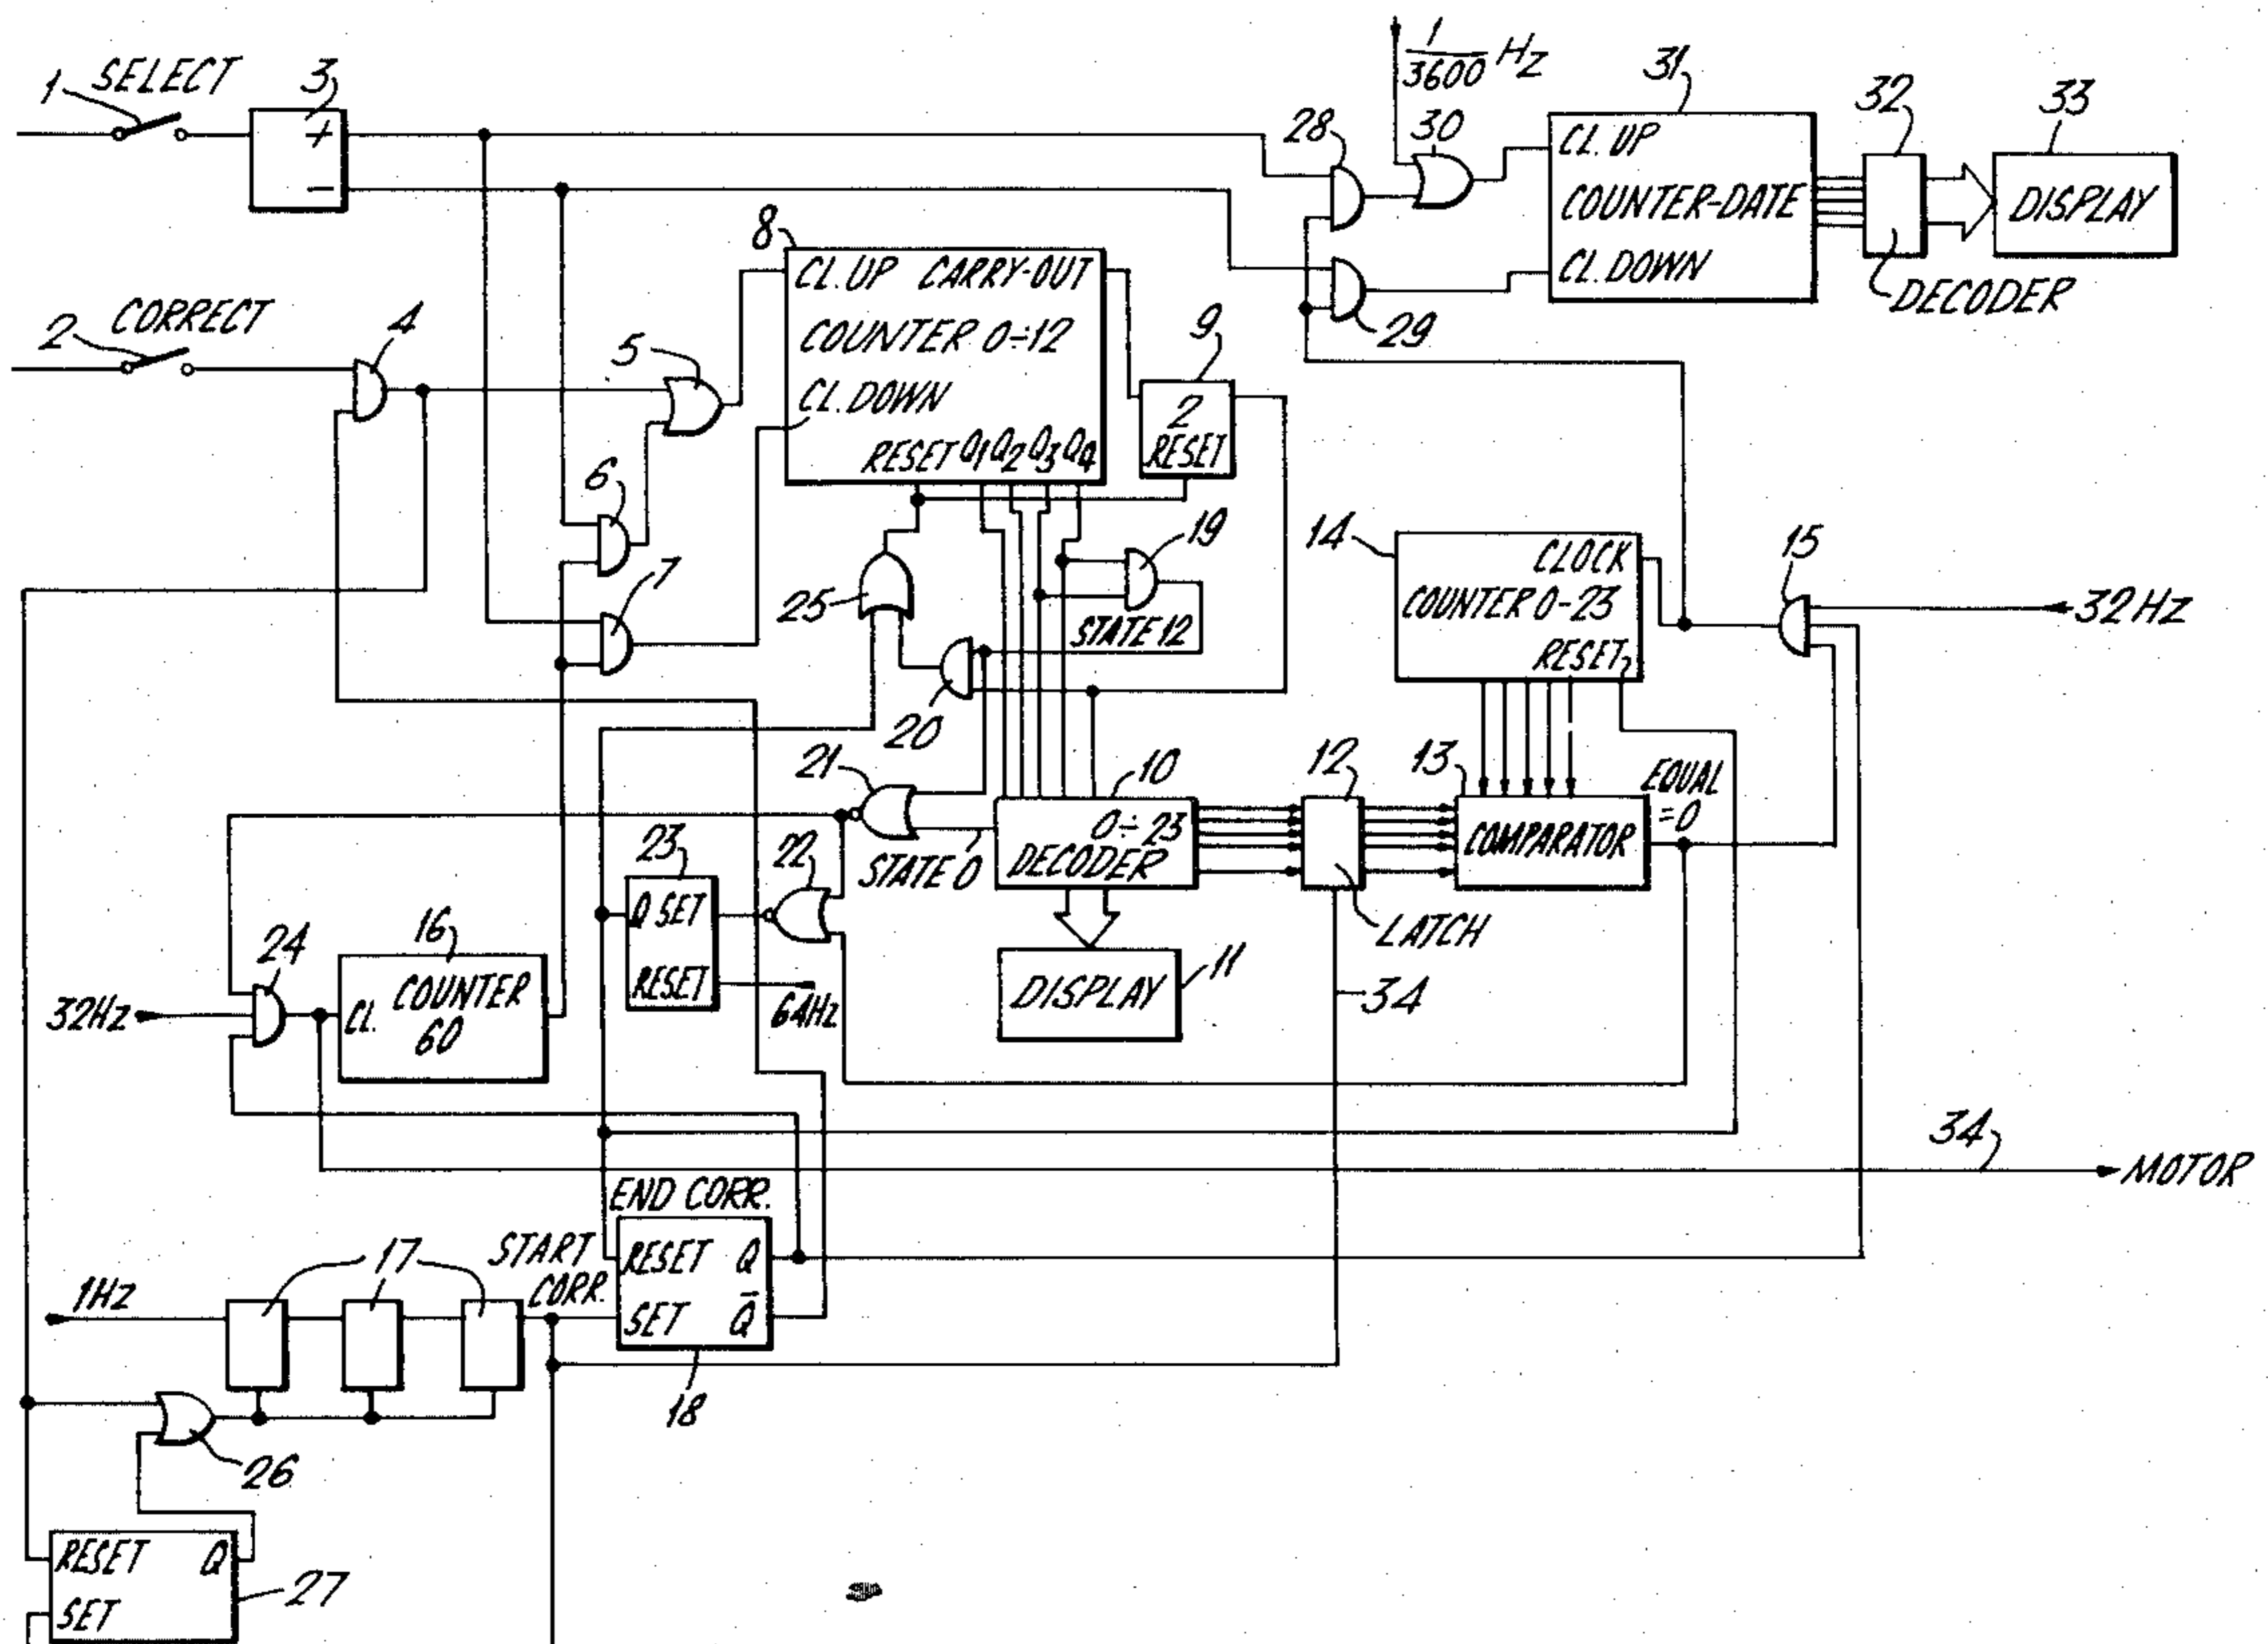 1 SELECT
3
+
−
2 CORRECT
4
5
6
7
8
CL. UP CARRY-OUT
COUNTER 0÷12
CL. DOWN
RESET Q1 Q2 Q3 Q4
9
2
RESET
1/3600 Hz
28
30
29
31
CL. UP
COUNTER-DATE
CL. DOWN
32
DECODER
33
DISPLAY
19
STATE 12
25
20
14
CLOCK
COUNTER 0-23
RESET
15
32 Hz
21
STATE 0
22
23
Q SET
RESET
64Hz
10
0÷23
DECODER
12
LATCH
13
COMPARATOR
EQUAL
=0
DISPLAY
11
34
24
32Hz
16
CL. COUNTER
60
34
MOTOR
END CORR.
START
CORR.
RESET Q
SET Q̄
18
17
1Hz
26
RESET Q
SET
27